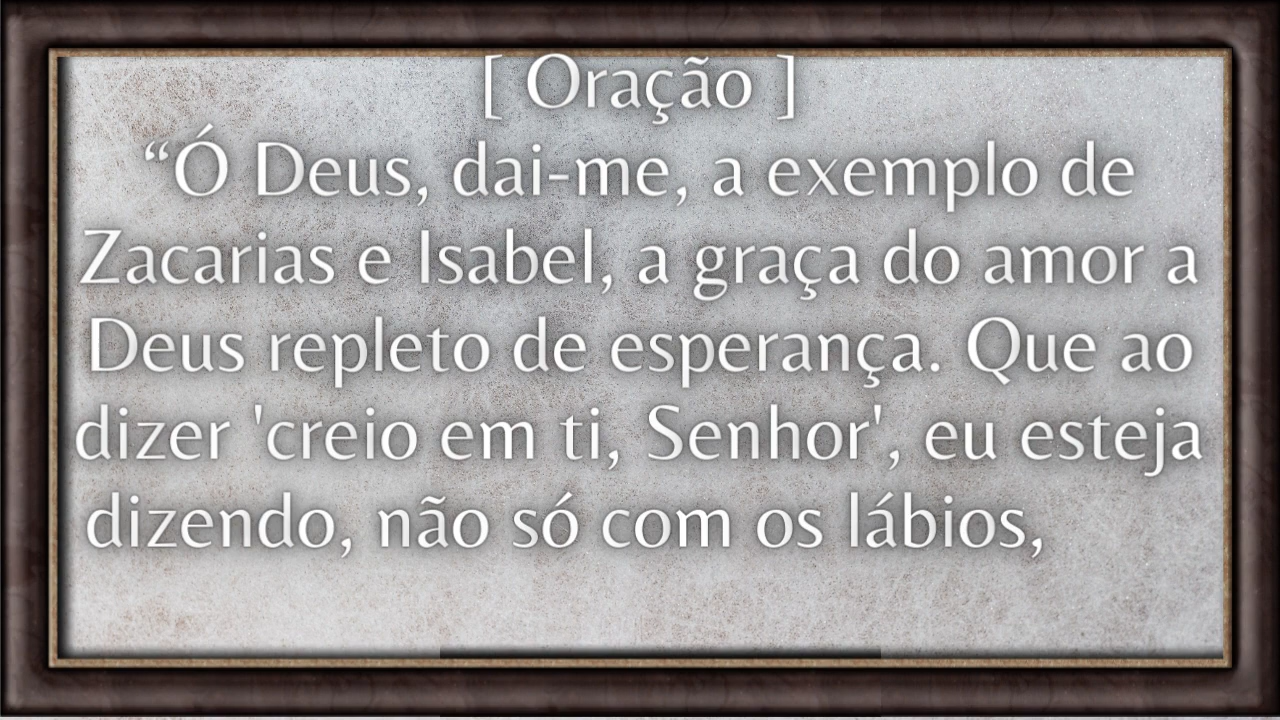 [ Oração ]
“Ó Deus, dai-me, a exemplo de
Zacarias e Isabel, a graça do amor a
Deus repleto de esperança. Que ao
dizer 'creio em ti, Senhor', eu esteja
dizendo, não só com os lábios,